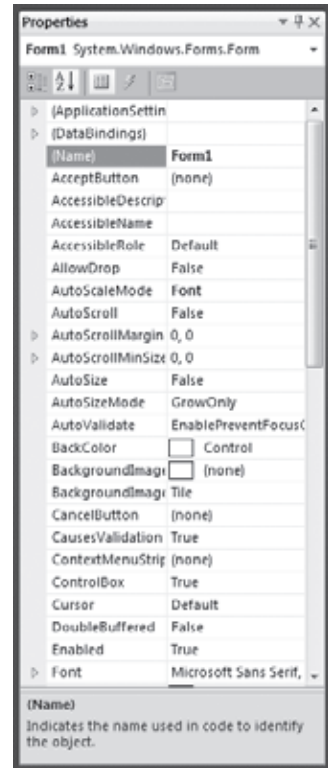 Properties
Form1 System.Windows.Forms.Form
(ApplicationSettin
(DataBindings)
(Name) Form1
AcceptButton (none)
AccessibleDescrip
AccessibleName
AccessibleRole Default
AllowDrop False
AutoScaleMode Font
AutoScroll False
AutoScrollMargin 0, 0
AutoScrollMinSize 0, 0
AutoSize False
AutoSizeMode GrowOnly
AutoValidate EnablePreventFocusC
BackColor Control
BackgroundImage (none)
BackgroundImage Tile
CancelButton (none)
CausesValidation True
ContextMenuStrip (none)
ControlBox True
Cursor Default
DoubleBuffered False
Enabled True
Font Microsoft Sans Serif,
(Name)
Indicates the name used in code to identify
the object.